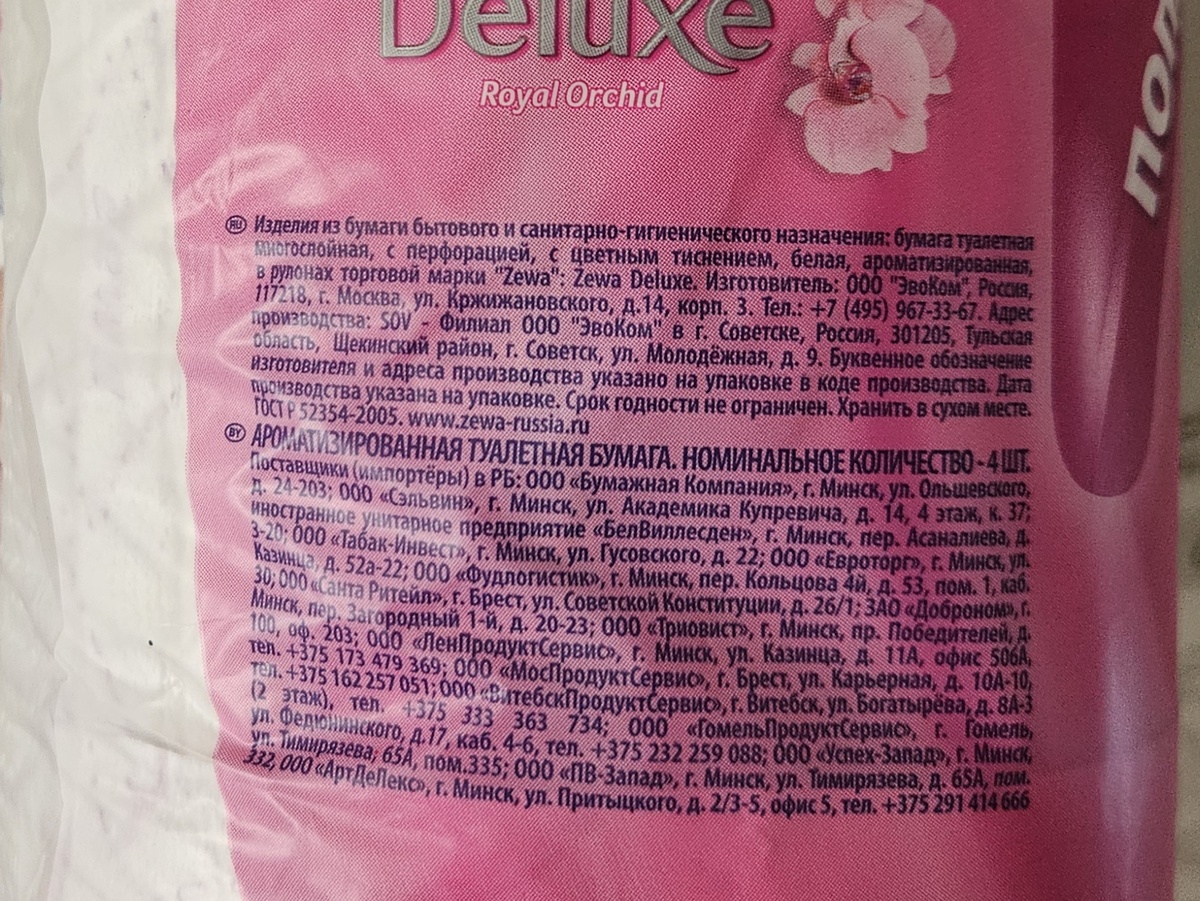 Deluxe
Royal Orchid
ПОП
RU Изделия из бумаги бытового и санитарно-гигиенического назначения: бумага туалетная
многослойная, с перфорацией, с цветным тиснением, белая, ароматизированная,
в рулонах торговой марки "Zewa": Zewa Deluxe. Изготовитель: ООО "ЭвоКом", Россия,
117218, г. Москва, ул. Кржижановского, д.14, корп. 3. Тел.: +7 (495) 967-33-67. Адрес
производства: SOV - Филиал ООО "ЭвоКом" в г. Советске, Россия, 301205, Тульская
область, Щекинский район, г. Советск, ул. Молодёжная, д. 9. Буквенное обозначение
изготовителя и адреса производства указано на упаковке в коде производства. Дата
производства указана на упаковке. Срок годности не ограничен. Хранить в сухом месте.
ГОСТ Р 52354-2005. www.zewa-russia.ru
BY АРОМАТИЗИРОВАННАЯ ТУАЛЕТНАЯ БУМАГА. НОМИНАЛЬНОЕ КОЛИЧЕСТВО - 4 ШТ.
Поставщики (импортёры) в РБ: ООО «Бумажная Компания», г. Минск, ул. Ольшевского,
д. 24-203; ООО «Сэльвин», г. Минск, ул. Академика Купревича, д. 14, 4 этаж, к. 37;
иностранное унитарное предприятие «БелВиллесден», г. Минск, пер. Асаналиева, д.
3-20; ООО «Табак-Инвест», г. Минск, ул. Гусовского, д. 22; ООО «Евроторг», г. Минск, ул.
Казинца, д. 52а-22; ООО «Фудлогистик», г. Минск, пер. Кольцова 4й, д. 53, пом. 1, каб.
30; ООО «Санта Ритейл», г. Брест, ул. Советской Конституции, д. 26/1; ЗАО «Доброном», г.
Минск, пер. Загородный 1-й, д. 20-23; ООО «Триовист», г. Минск, пр. Победителей, д.
100, оф. 203; ООО «ЛенПродуктСервис», г. Минск, ул. Казинца, д. 11А, офис 506А,
тел. +375 173 479 369; ООО «МосПродуктСервис», г. Брест, ул. Карьерная, д. 10А-10,
тел. +375 162 257 051; ООО «ВитебскПродуктСервис», г. Витебск, ул. Богатырёва, д. 8А-3
(2 этаж), тел. +375 333 363 734; ООО «ГомельПродуктСервис», г. Гомель,
ул. Федюнинского, д.17, каб. 4-6, тел. +375 232 259 088; ООО «Успех-Запад», г. Минск,
ул. Тимирязева, 65А, пом.335; ООО «ПВ-Запад», г. Минск, ул. Тимирязева, д. 65А, пом.
332, ООО «АртДеЛекс», г. Минск, ул. Притыцкого, д. 2/3-5, офис 5, тел. +375 291 414 666